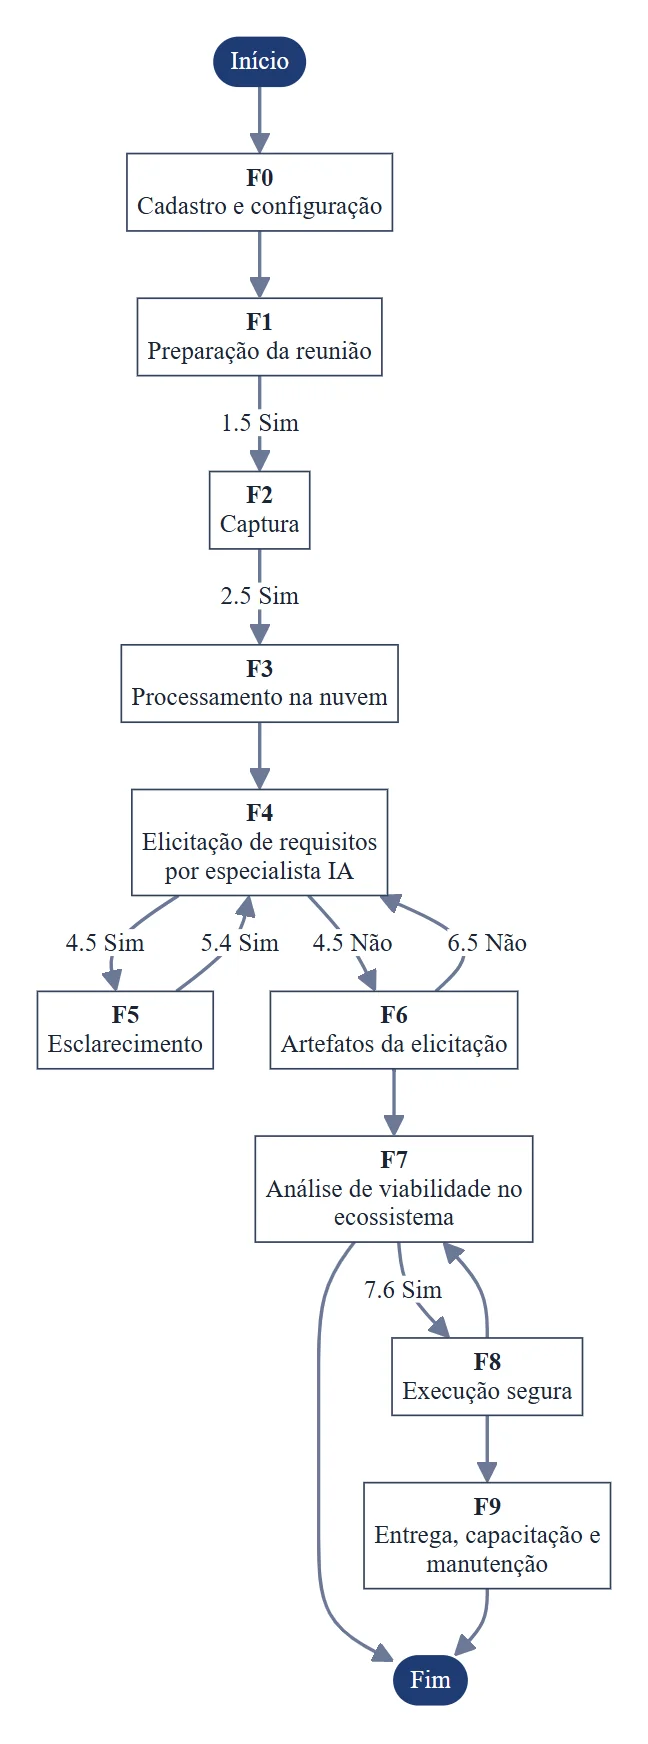 Início
F0
Cadastro e configuração
F1
Preparação da reunião
1.5 Sim
F2
Captura
2.5 Sim
F3
Processamento na nuvem
F4
Elicitação de requisitos
por especialista IA
4.5 Sim
5.4 Sim
4.5 Não
6.5 Não
F5
Esclarecimento
F6
Artefatos da elicitação
F7
Análise de viabilidade no
ecossistema
7.6 Sim
F8
Execução segura
F9
Entrega, capacitação e
manutenção
Fim